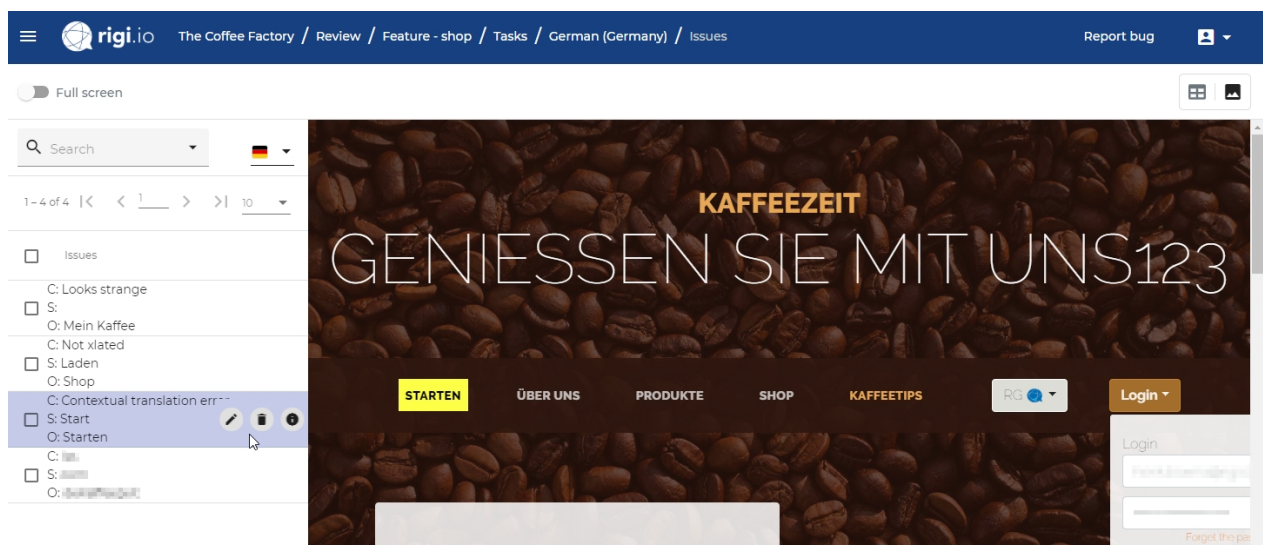 rigi.io The Coffee Factory / Review / Feature - shop / Tasks / German (Germany) / Issues Report bug
Full screen
Search
1 - 4 of 4 1 10
Issues
C: Looks strange
S:
O: Mein Kaffee
C: Not xlated
S: Laden
O: Shop
C: Contextual translation
S: Start
O: Starten
C:
S:
O:
KAFFEEZEIT
GENIESSEN SIE MIT UNS123
STARTEN ÜBER UNS PRODUKTE SHOP KAFFEETIPS RG Login
Login
Forget the